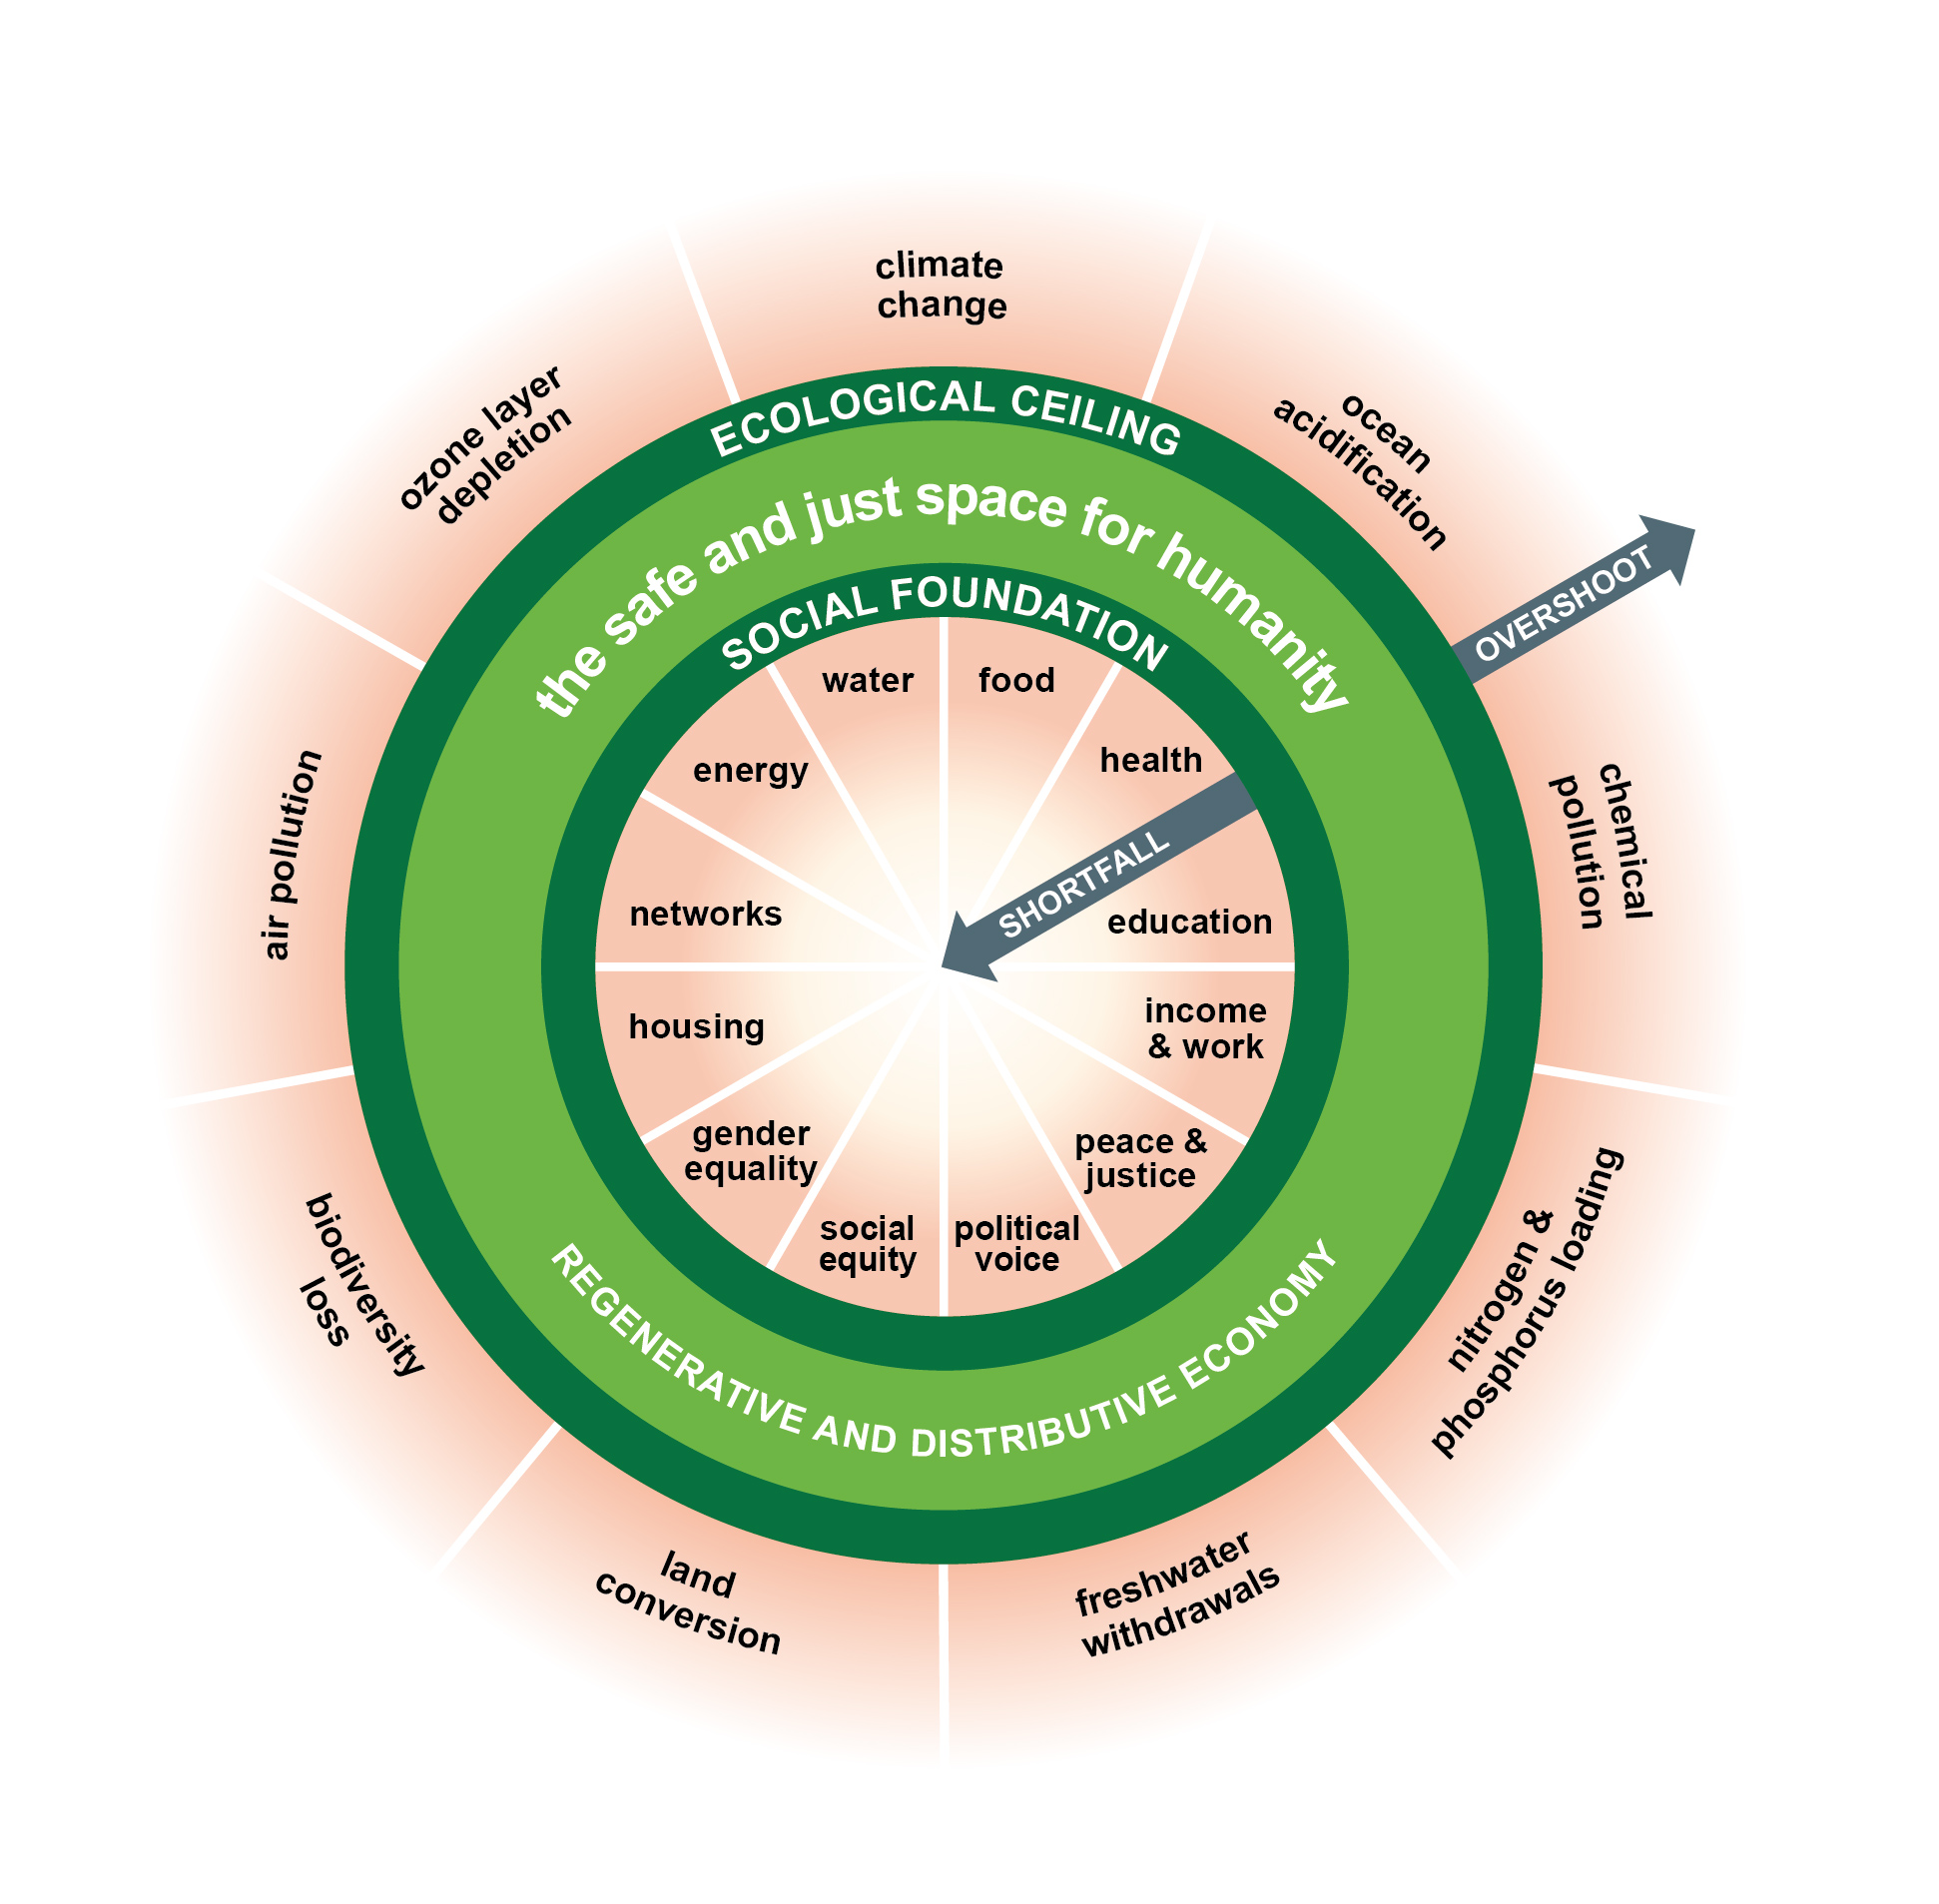 climate
change
ocean
acidification
chemical
pollution
nitrogen &
phosphorus loading
freshwater
withdrawals
land
conversion
biodiversity
loss
air pollution
ozone layer
depletion
OVERSHOOT
ECOLOGICAL CEILING
the safe and just space for humanity
SOCIAL FOUNDATION
water
food
health
SHORTFALL
education
income
& work
peace &
justice
political
voice
social
equity
gender
equality
housing
networks
energy
REGENERATIVE AND DISTRIBUTIVE ECONOMY